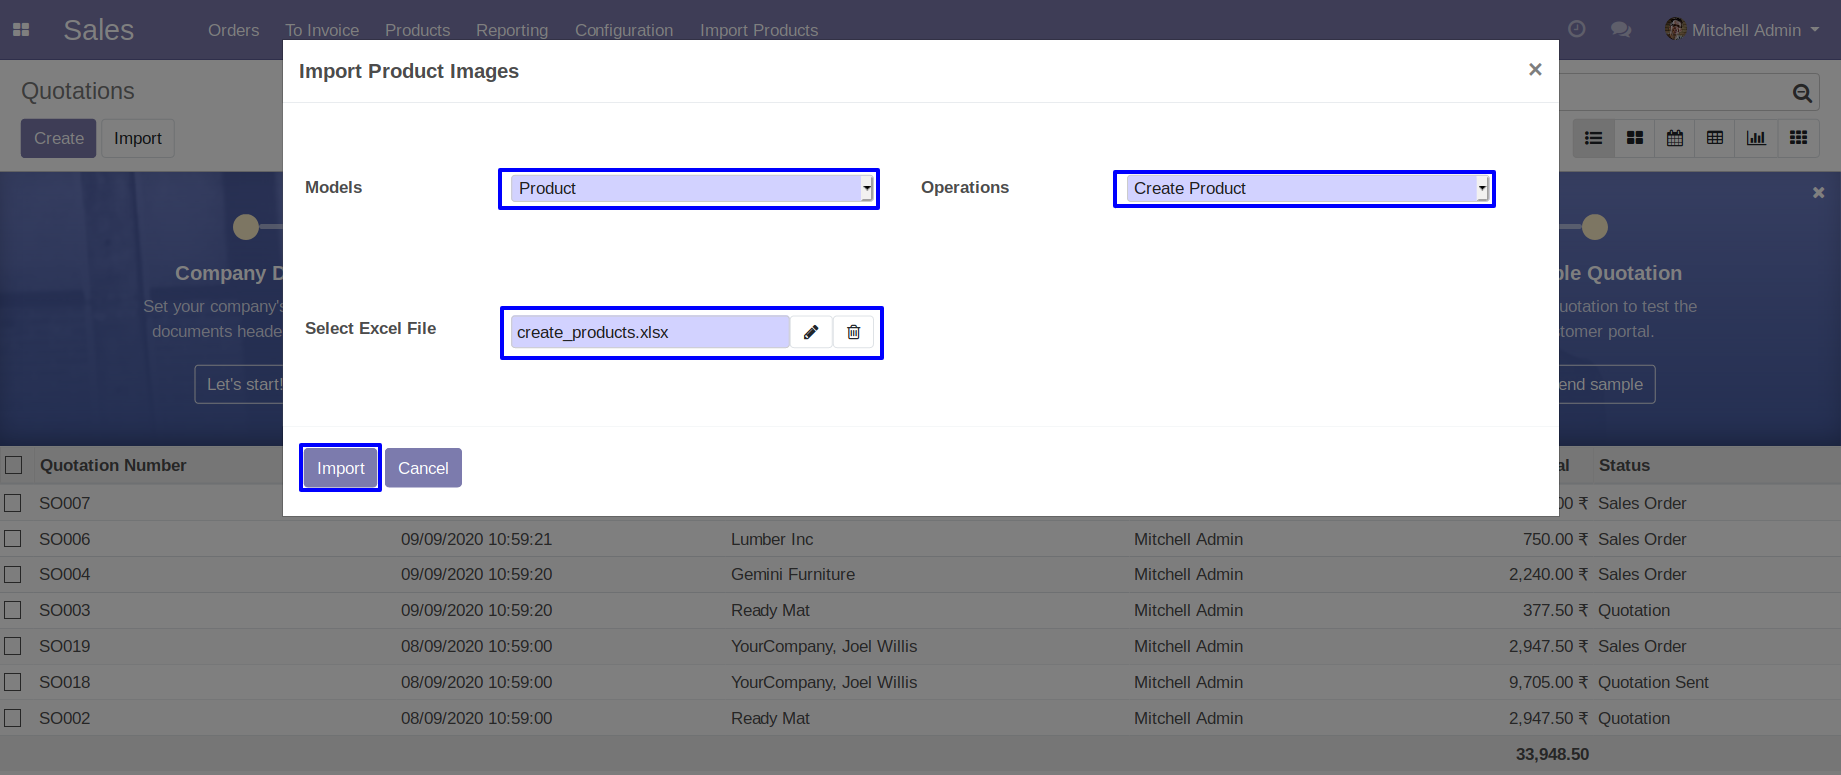 Sales Orders To Invoice Products Reporting Configuration Import Products Mitchell Admin
Import Product Images ×
Quotations
Create Import
Models Product Operations Create Product
Company D
Set your company's
documents heade
Let's start!
Quotation
uotation to test the
tomer portal.
end sample
Select Excel File create_products.xlsx
Import Cancel
Quotation Number Status
SO007 ₹ Sales Order
SO006 09/09/2020 10:59:21 Lumber Inc Mitchell Admin 750.00 ₹ Sales Order
SO004 09/09/2020 10:59:20 Gemini Furniture Mitchell Admin 2,240.00 ₹ Sales Order
SO003 09/09/2020 10:59:20 Ready Mat Mitchell Admin 377.50 ₹ Quotation
SO019 08/09/2020 10:59:00 YourCompany, Joel Willis Mitchell Admin 2,947.50 ₹ Sales Order
SO018 08/09/2020 10:59:00 YourCompany, Joel Willis Mitchell Admin 9,705.00 ₹ Quotation Sent
SO002 08/09/2020 10:59:00 Ready Mat Mitchell Admin 2,947.50 ₹ Quotation
33,948.50